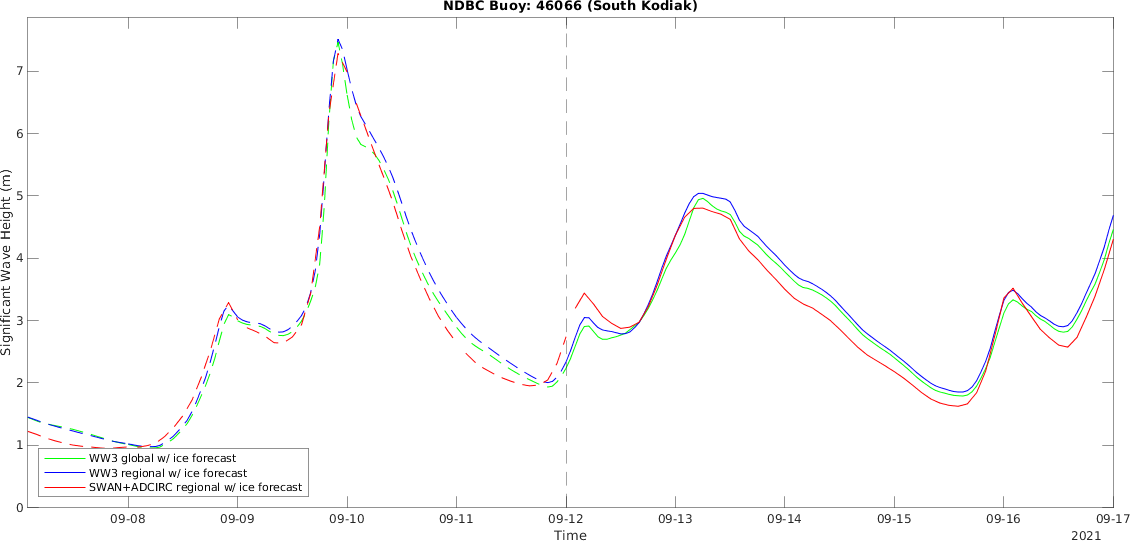 NDBC Buoy: 46066 (South Kodiak)
Significant Wave Height (m)
7
6
5
4
3
2
1
0
WW3 global w/ ice forecast
WW3 regional w/ ice forecast
SWAN+ADCIRC regional w/ ice forecast
09-08 09-09 09-10 09-11 09-12 09-13 09-14 09-15 09-16 09-17
Time
2021